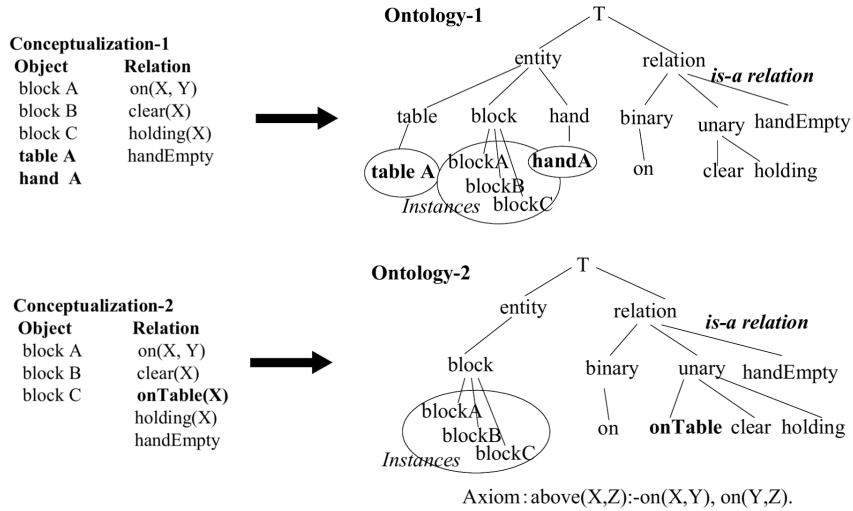 Ontology-1
T
Conceptualization-1
Object Relation
block A on(X, Y)
block B clear(X)
block C holding(X)
table A handEmpty
hand A
entity relation
is-a relation
table block hand binary unary handEmpty
table A blockA handA on clear holding
blockB
Instances blockC
Ontology-2
T
Conceptualization-2
Object Relation
block A on(X, Y)
block B clear(X)
block C onTable(X)
holding(X)
handEmpty
entity relation
is-a relation
block binary unary handEmpty
blockA
blockB on onTable clear holding
Instances blockC
Axiom:above(X,Z):-on(X,Y), on(Y,Z).